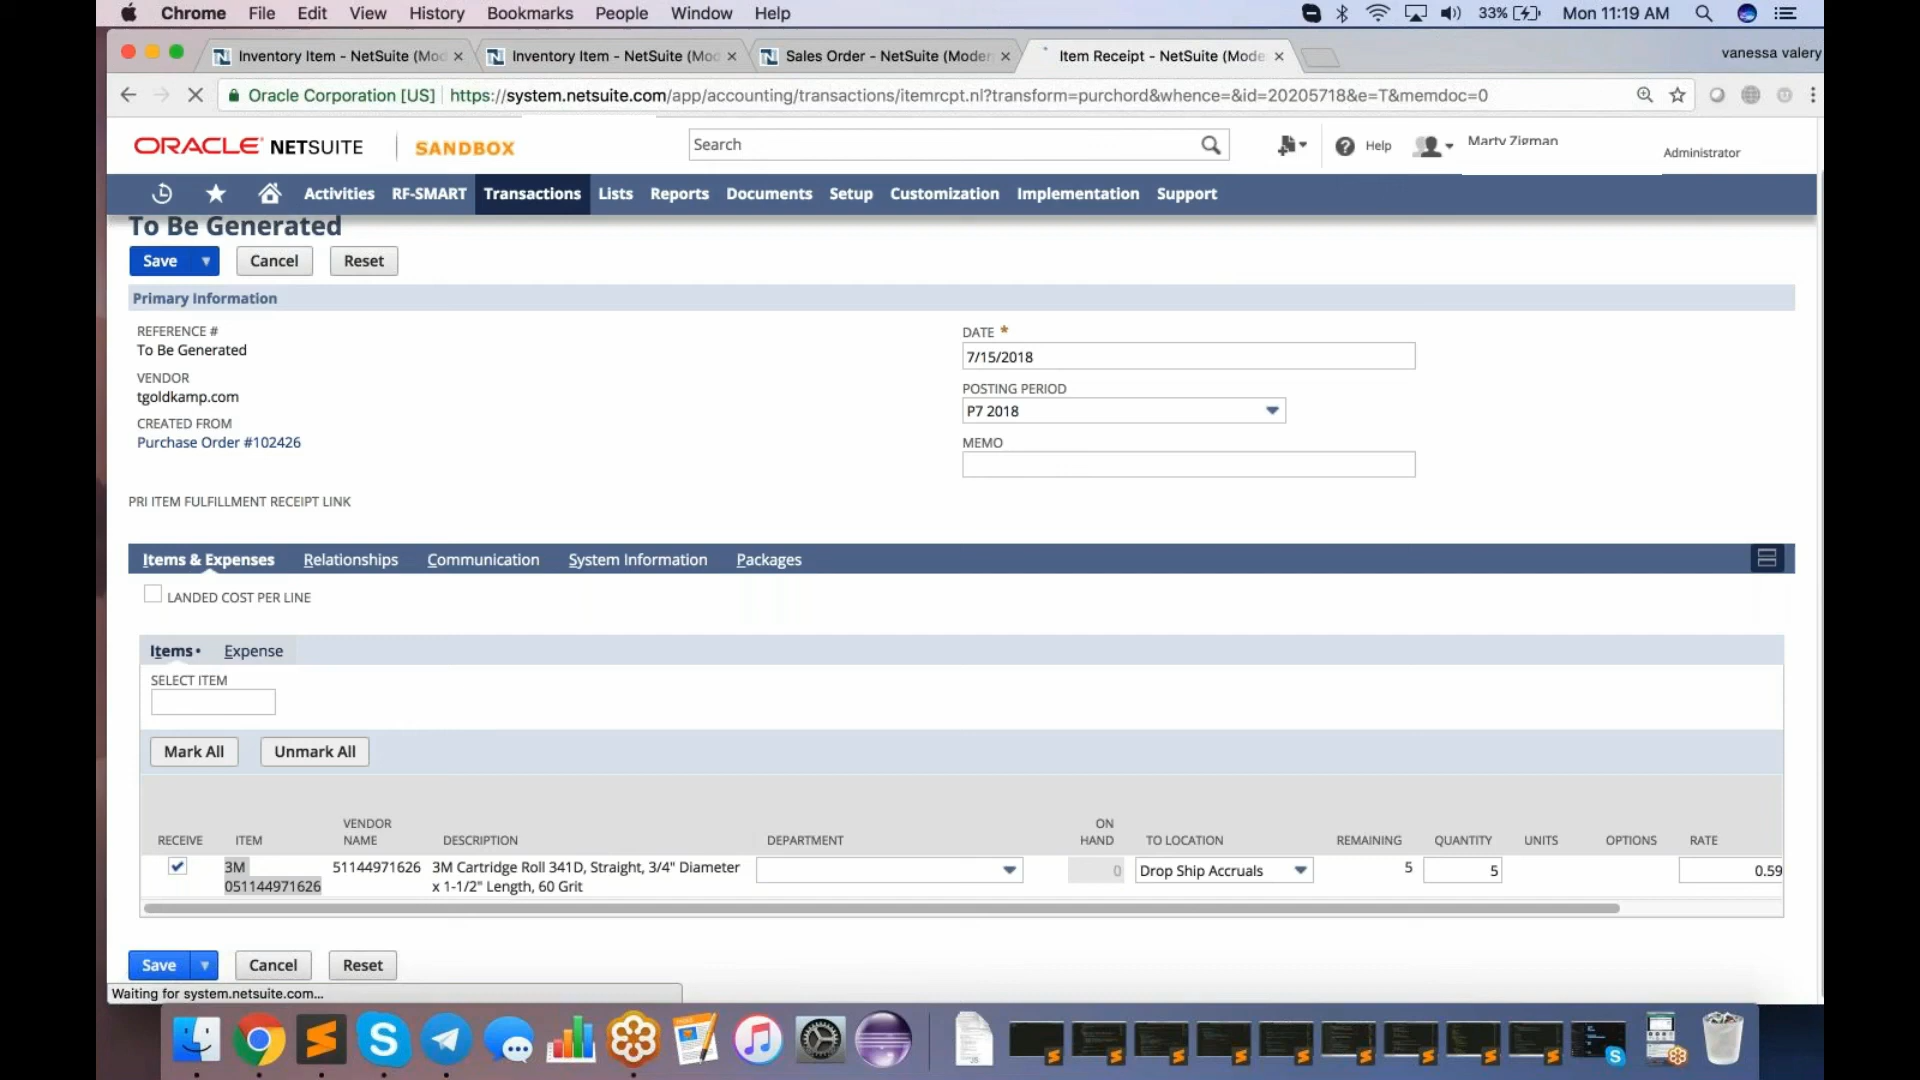 Chrome File Edit View History Bookmarks People Window Help 33% Mon 11:19 AM
Inventory Item - NetSuite (Mod Inventory Item - NetSuite (Mod Sales Order - NetSuite (Modern Item Receipt - NetSuite (Mode vanessa valery
Oracle Corporation [US] https://system.netsuite.com/app/accounting/transactions/itemrcpt.nl?transform=purchord&whence=&id=20205718&e=T&memdoc=0
ORACLE NETSUITE SANDBOX Search Help Marty Zigman Administrator
Activities RF-SMART Transactions Lists Reports Documents Setup Customization Implementation Support
To Be Generated
Save Cancel Reset
Primary Information
REFERENCE #
To Be Generated
VENDOR
tgoldkamp.com
CREATED FROM
Purchase Order #102426
PRI ITEM FULFILLMENT RECEIPT LINK
DATE *
7/15/2018
POSTING PERIOD
P7 2018
MEMO
Items & Expenses Relationships Communication System Information Packages
LANDED COST PER LINE
Items • Expense
SELECT ITEM
Mark All Unmark All
RECEIVE ITEM VENDOR NAME DESCRIPTION DEPARTMENT ON HAND TO LOCATION REMAINING QUANTITY UNITS OPTIONS RATE
3M 51144971626 3M Cartridge Roll 341D, Straight, 3/4" Diameter 0 Drop Ship Accruals 5 5 0.59
051144971626 x 1-1/2" Length, 60 Grit
Save Cancel Reset
Waiting for system.netsuite.com...